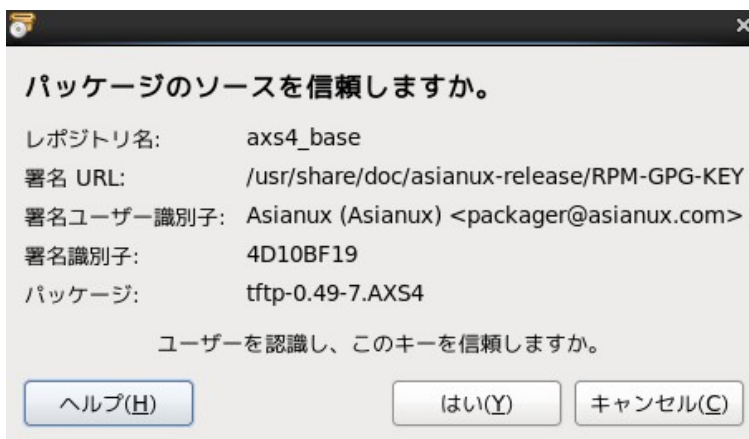 パッケージのソースを信頼しますか。
レポジトリ名: axs4_base
署名 URL: /usr/share/doc/asianux-release/RPM-GPG-KEY
署名ユーザー識別子: Asianux (Asianux) <packager@asianux.com>
署名識別子: 4D10BF19
パッケージ: tftp-0.49-7.AXS4
ユーザーを認識し、このキーを信頼しますか。
ヘルプ(H) はい(Y) キャンセル(C)